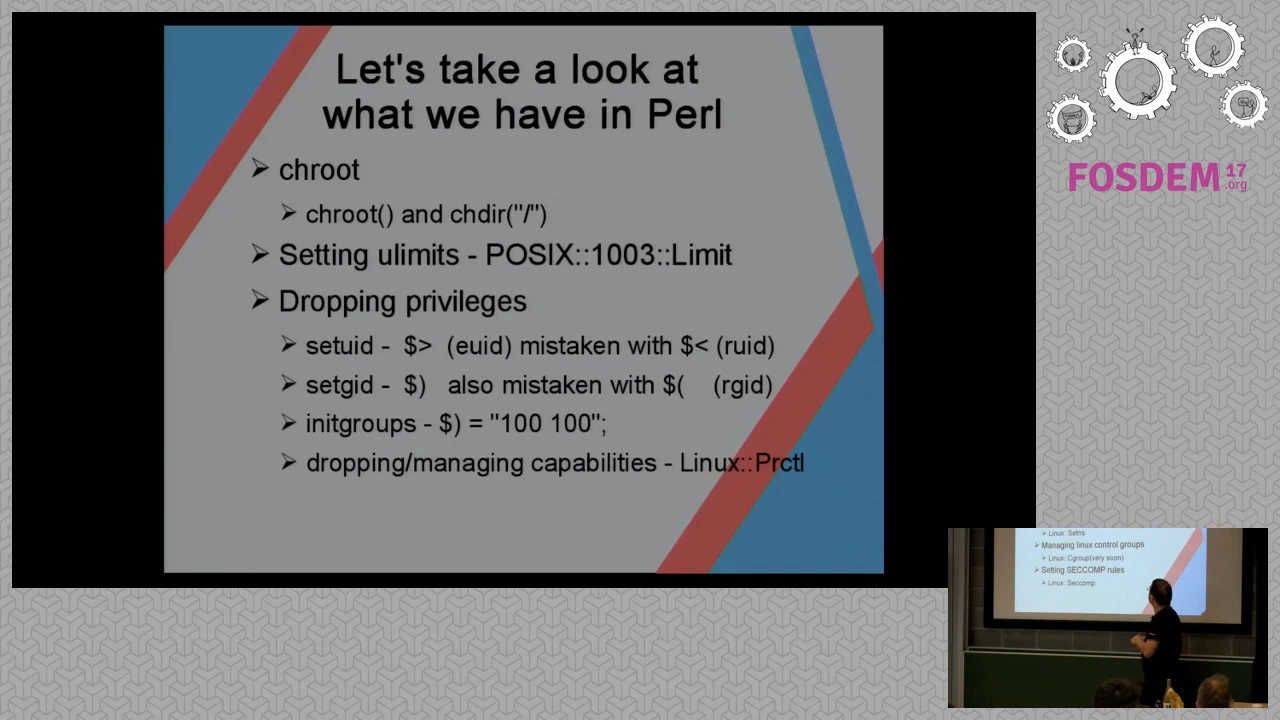 Let's take a look at
what we have in Perl
chroot
chroot() and chdir("/")
Setting ulimits - POSIX::1003::Limit
Dropping privileges
setuid - $> (euid) mistaken with $< (ruid)
setgid - $) also mistaken with $( (rgid)
initgroups - $) = "100 100";
dropping/managing capabilities - Linux::Prctl
FOSDEM 17
.org
Linux::Setns
Managing linux control groups
Linux::Cgroup(very soon)
Setting SECCOMP rules
Linux::Seccomp